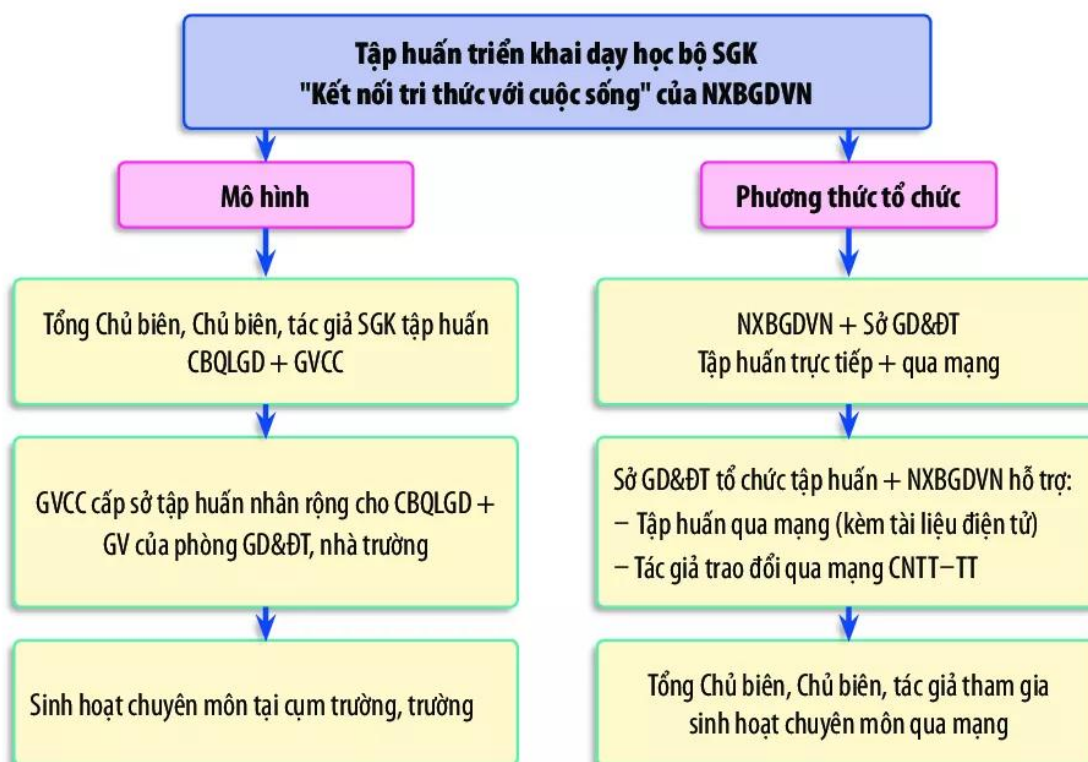 Tập huấn triển khai dạy học bộ SGK
"Kết nối tri thức với cuộc sống" của NXBGDVN
Mô hình
Phương thức tổ chức
Tổng Chủ biên, Chủ biên, tác giả SGK tập huấn
CBQLGD + GVCC
NXBGDVN + Sở GD&ĐT
Tập huấn trực tiếp + qua mạng
GVCC cấp sở tập huấn nhân rộng cho CBQLGD +
GV của phòng GD&ĐT, nhà trường
Sở GD&ĐT tổ chức tập huấn + NXBGDVN hỗ trợ:
– Tập huấn qua mạng (kèm tài liệu điện tử)
– Tác giả trao đổi qua mạng CNTT–TT
Sinh hoạt chuyên môn tại cụm trường, trường
Tổng Chủ biên, Chủ biên, tác giả tham gia
sinh hoạt chuyên môn qua mạng